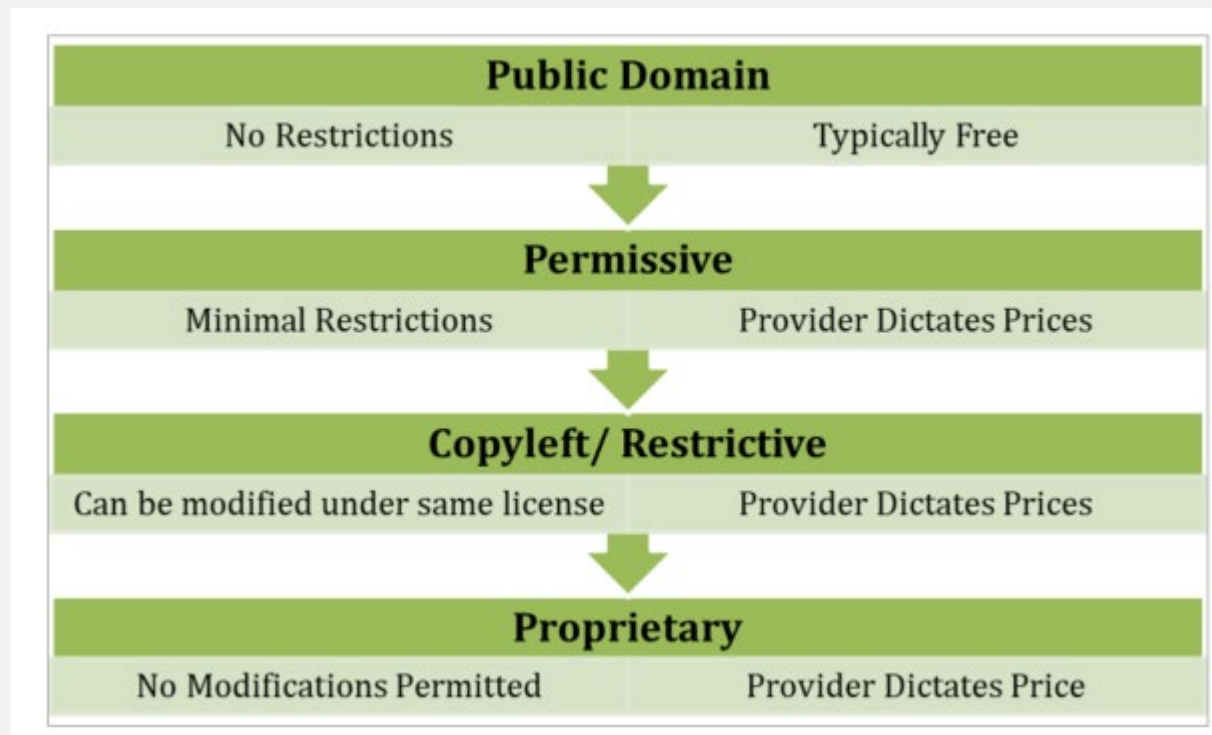 Public Domain
No Restrictions
Typically Free
Permissive
Minimal Restrictions
Provider Dictates Prices
Copyleft/ Restrictive
Can be modified under same license
Provider Dictates Prices
Proprietary
No Modifications Permitted
Provider Dictates Price